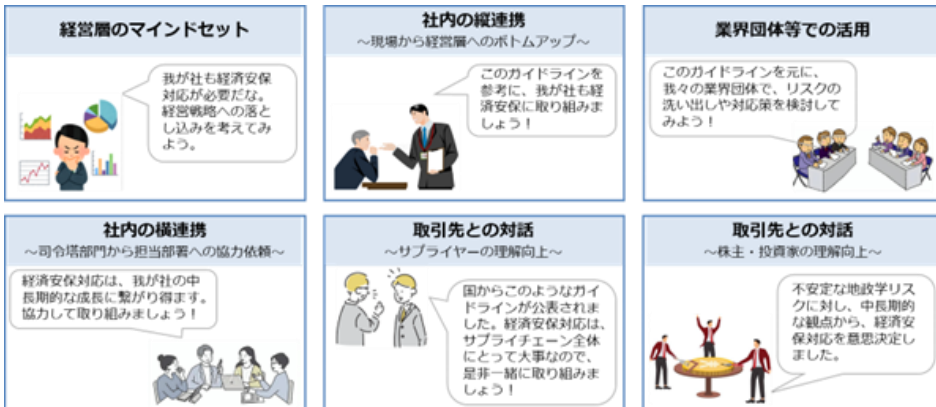 経営層のマインドセット
我が社も経済安保
対応が必要だな。
経営戦略への落と
し込みを考えてみ
よう。
社内の縦連携
～現場から経営層へのボトムアップ～
このガイドラインを
参考に、我が社も経
済安保に取り組みま
しょう！
業界団体等での活用
このガイドラインを元に、
我々の業界団体で、リスクの
洗い出しや対応策を検討して
みよう！
社内の横連携
～司令塔部門から担当部署への協力依頼～
経済安保対応は、我が社の中
長期的な成長に繋がり得ます。
協力して取り組みましょう！
取引先との対話
～サプライヤーの理解向上～
国からこのようなガイ
ドラインが公表されま
した。経済安保対応は、
サプライチェーン全体
にとって大事なので、
是非一緒に取り組みま
しょう！
取引先との対話
～株主・投資家の理解向上～
不安定な地政学リス
クに対し、中長期的
な観点から、経済安
保対応を意思決定し
ました。